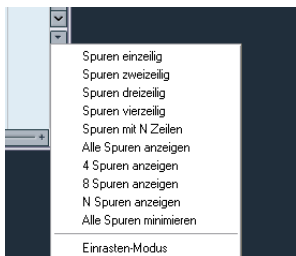 Spuren einzeilig
Spuren zweizeilig
Spuren dreizeilig
Spuren vierzeilig
Spuren mit N Zeilen
Alle Spuren anzeigen
4 Spuren anzeigen
8 Spuren anzeigen
N Spuren anzeigen
Alle Spuren minimieren
Einrasten-Modus